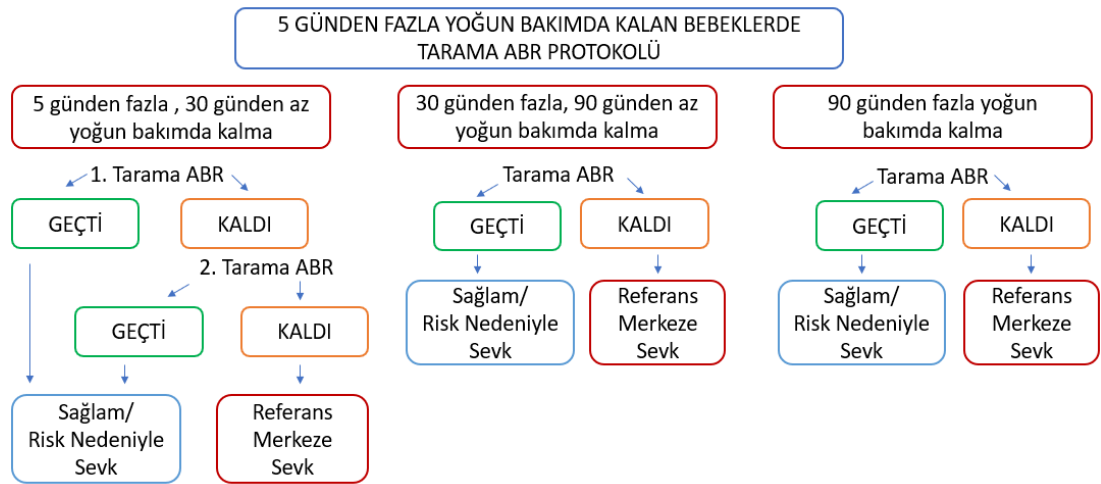 5 GÜNDEN FAZLA YOĞUN BAKIMDA KALAN BEBEKLERDE
TARAMA ABR PROTOKOLÜ
5 günden fazla , 30 günden az
yoğun bakımda kalma
1. Tarama ABR
GEÇTİ
KALDI
2. Tarama ABR
GEÇTİ
KALDI
Sağlam/
Risk Nedeniyle
Sevk
Referans
Merkeze
Sevk
30 günden fazla, 90 günden az
yoğun bakımda kalma
Tarama ABR
GEÇTİ
KALDI
Sağlam/
Risk Nedeniyle
Sevk
Referans
Merkeze
Sevk
90 günden fazla yoğun
bakımda kalma
Tarama ABR
GEÇTİ
KALDI
Sağlam/
Risk Nedeniyle
Sevk
Referans
Merkeze
Sevk